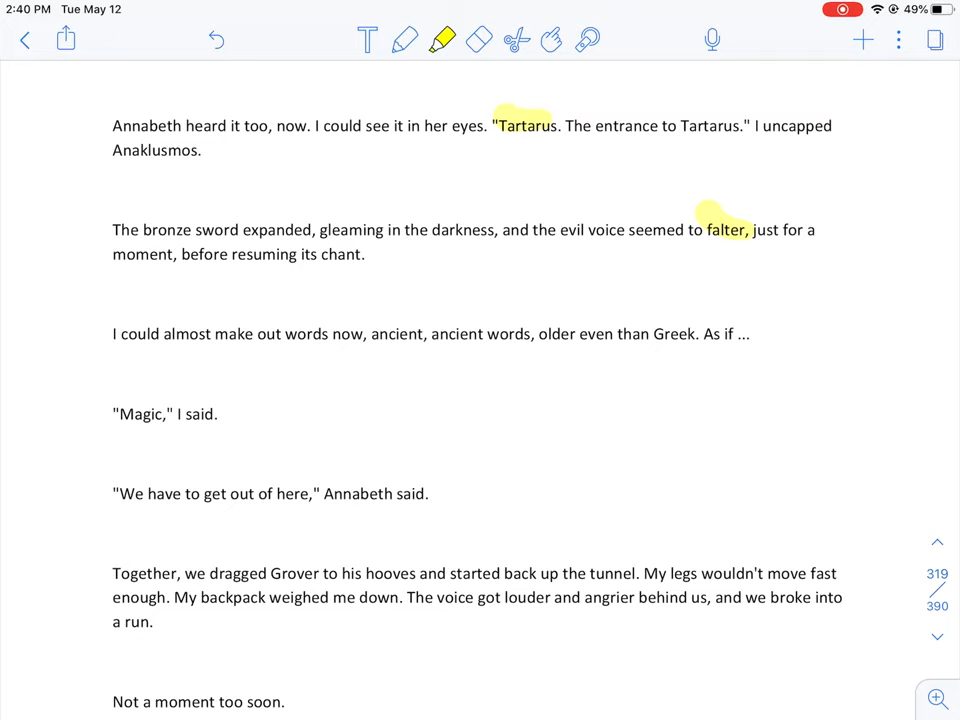 2:40 PM Tue May 12 49%
Annabeth heard it too, now. I could see it in her eyes. "Tartarus. The entrance to Tartarus." I uncapped
Anaklusmos.
The bronze sword expanded, gleaming in the darkness, and the evil voice seemed to falter, just for a
moment, before resuming its chant.
I could almost make out words now, ancient, ancient words, older even than Greek. As if ...
"Magic," I said.
"We have to get out of here," Annabeth said.
Together, we dragged Grover to his hooves and started back up the tunnel. My legs wouldn't move fast
enough. My backpack weighed me down. The voice got louder and angrier behind us, and we broke into
a run.
Not a moment too soon.
319
390